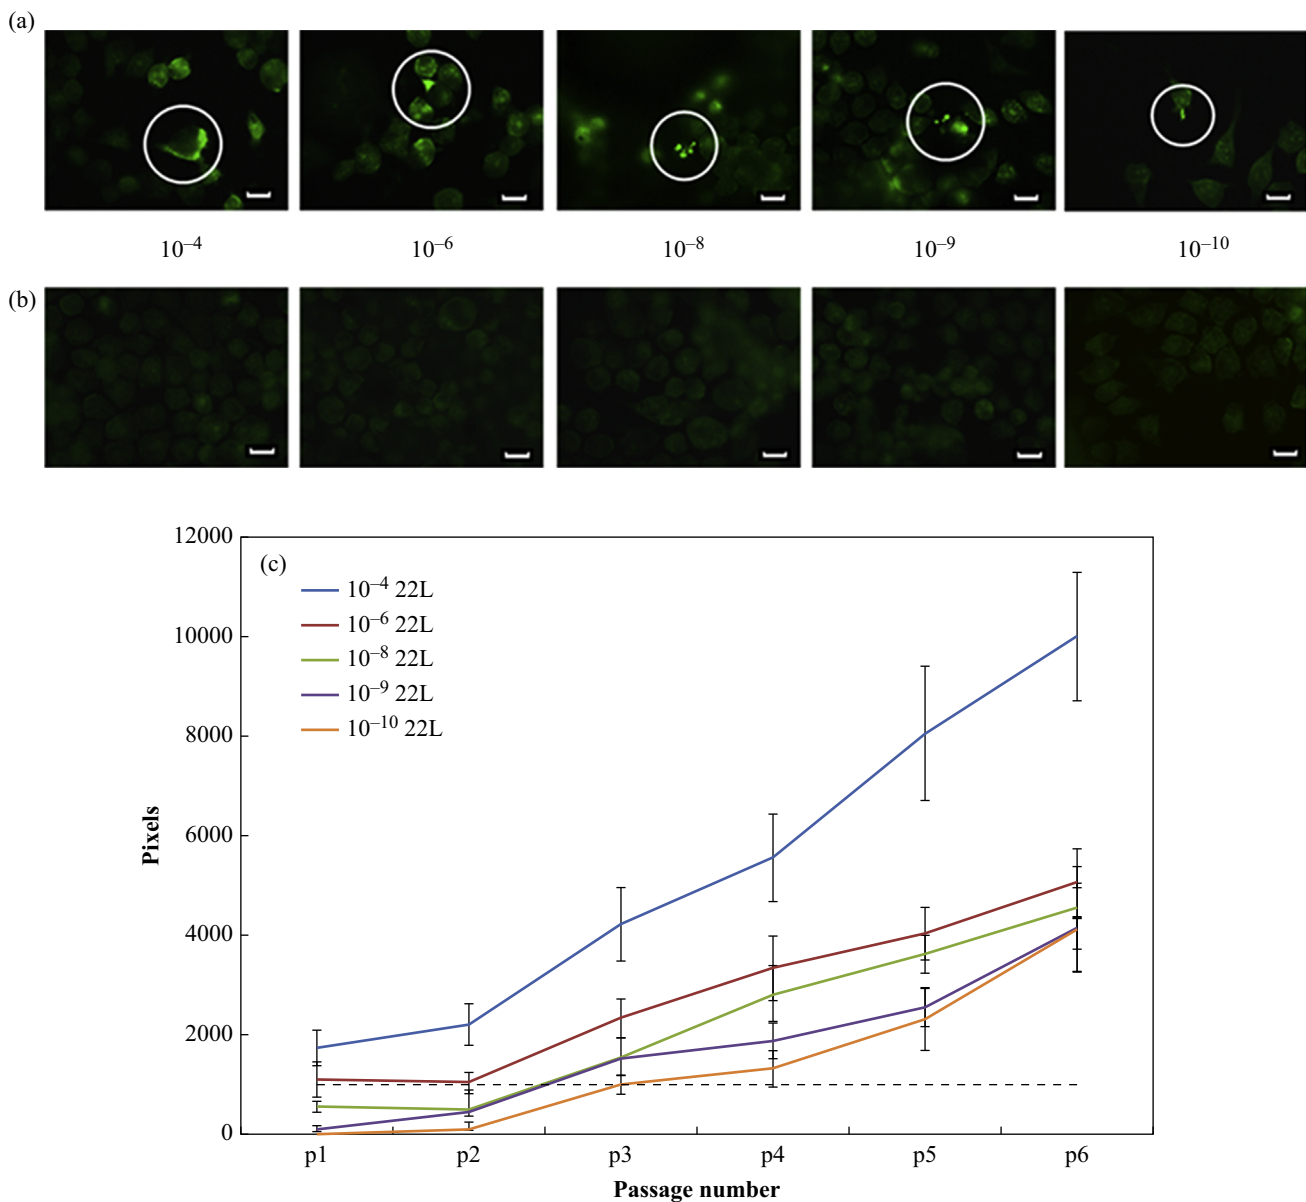 (a)
10⁻⁴ 10⁻⁶ 10⁻⁸ 10⁻⁹ 10⁻¹⁰
(b)
12000
(c)
10⁻⁴ 22L
10⁻⁶ 22L
10⁻⁸ 22L
10⁻⁹ 22L
10⁻¹⁰ 22L
10000
8000
6000
4000
2000
0
Pixels
p1 p2 p3 p4 p5 p6
Passage number